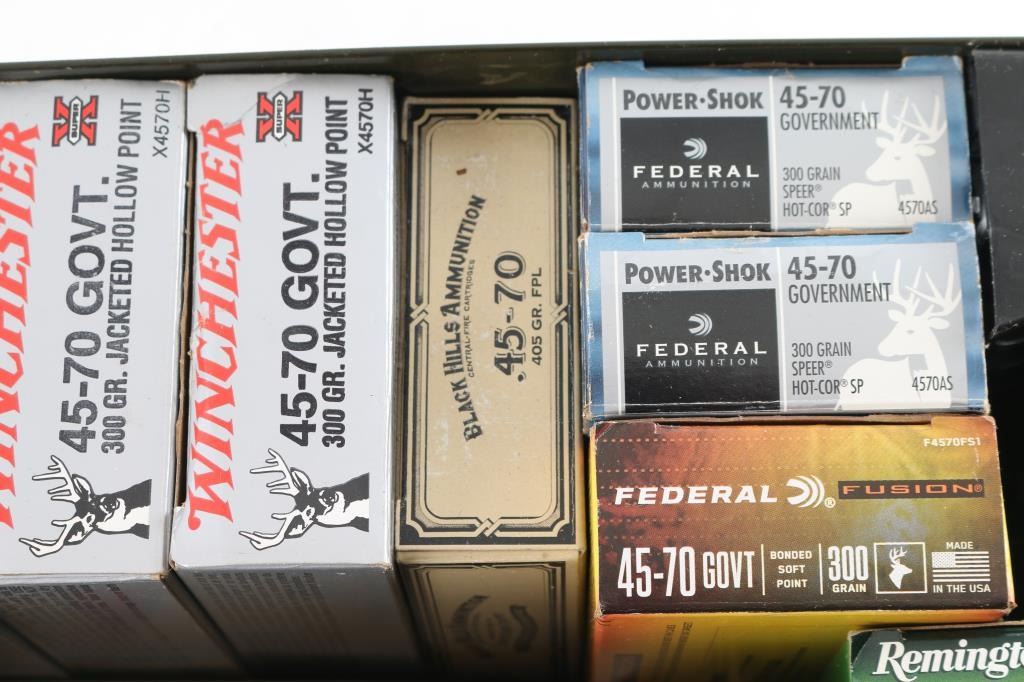 WINCHESTER
SUPER X
45-70 GOVT.
300 GR. JACKETED HOLLOW POINT
X4570H
WINCHESTER
SUPER X
45-70 GOVT.
300 GR. JACKETED HOLLOW POINT
X4570H
BLACK HILLS AMMUNITION
CENTRAL-FIRE CARTRIDGES
.45-70
405 GR. FPL
POWER·SHOK
FEDERAL
AMMUNITION
45-70
GOVERNMENT
300 GRAIN
SPEER®
HOT-COR® SP
4570AS
POWER·SHOK
FEDERAL
AMMUNITION
45-70
GOVERNMENT
300 GRAIN
SPEER®
HOT-COR® SP
4570AS
F4570FS1
FEDERAL ® FUSION®
45-70 GOVT
BONDED
SOFT
POINT
300
GRAIN
MADE
IN THE USA
Remingto